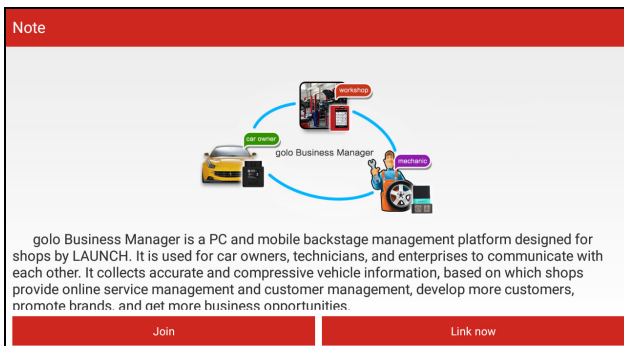 Note
workshop
car owner
golo Business Manager
mechanic
golo Business Manager is a PC and mobile backstage management platform designed for
shops by LAUNCH. It is used for car owners, technicians, and enterprises to communicate with
each other. It collects accurate and compressive vehicle information, based on which shops
provide online service management and customer management, develop more customers,
promote brands, and get more business opportunities.
Join
Link now